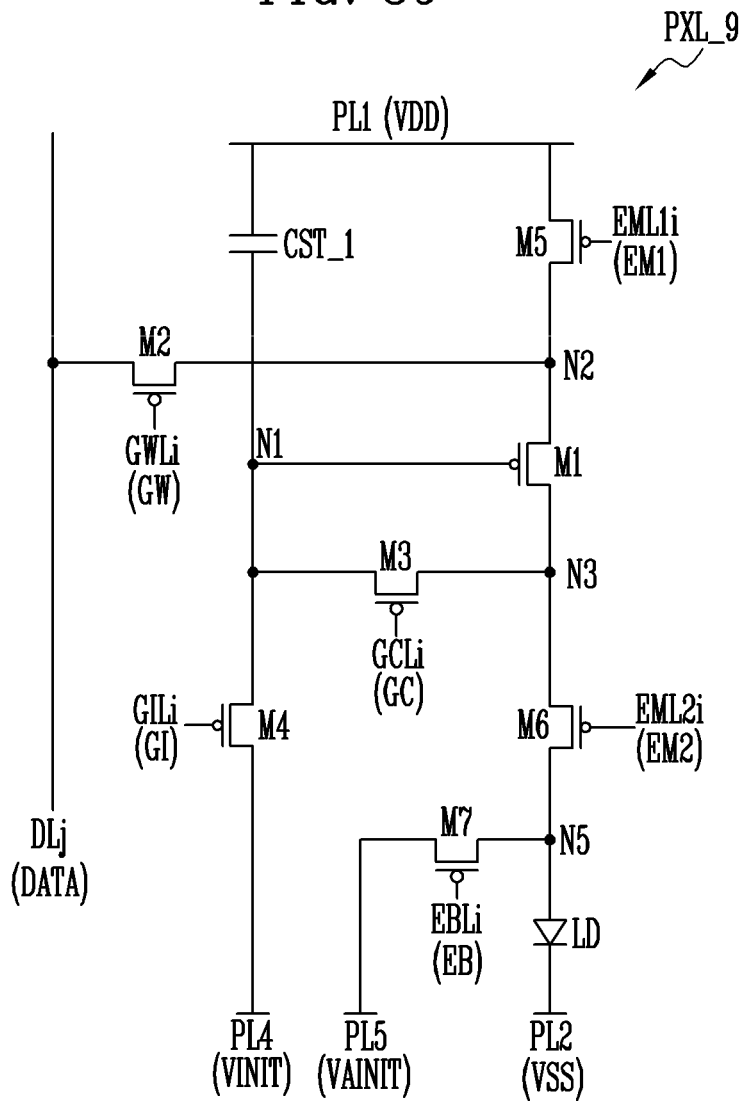 PXL_9
PL1 (VDD)
CST_1
M5
EML1i
(EM1)
M2
N2
GWLi
(GW)
N1
M1
M3
N3
GCLi
(GC)
GILi
(GI)
M4
M6
EML2i
(EM2)
M7
N5
DLj
(DATA)
EBLi
(EB)
LD
PL4
(VINIT)
PL5
(VAINIT)
PL2
(VSS)